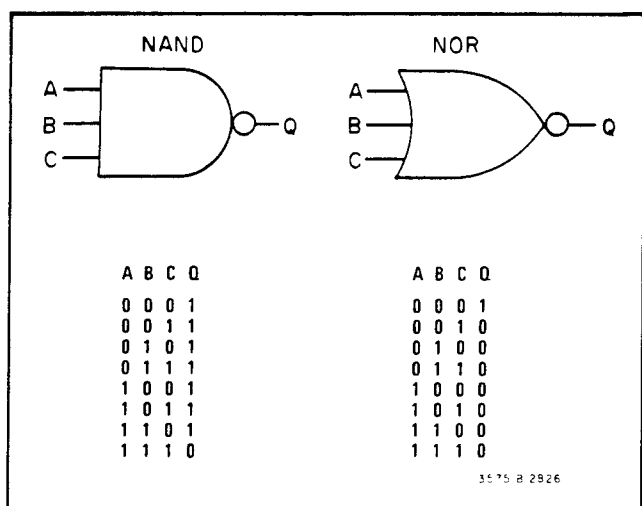 NAND NOR
A A
B Q B Q
C C
A B C Q A B C Q
0 0 0 1 0 0 0 1
0 0 1 1 0 0 1 0
0 1 0 1 0 1 0 0
0 1 1 1 0 1 1 0
1 0 0 1 1 0 0 0
1 0 1 1 1 0 1 0
1 1 0 1 1 1 0 0
1 1 1 0 1 1 1 0
3575 B 2826